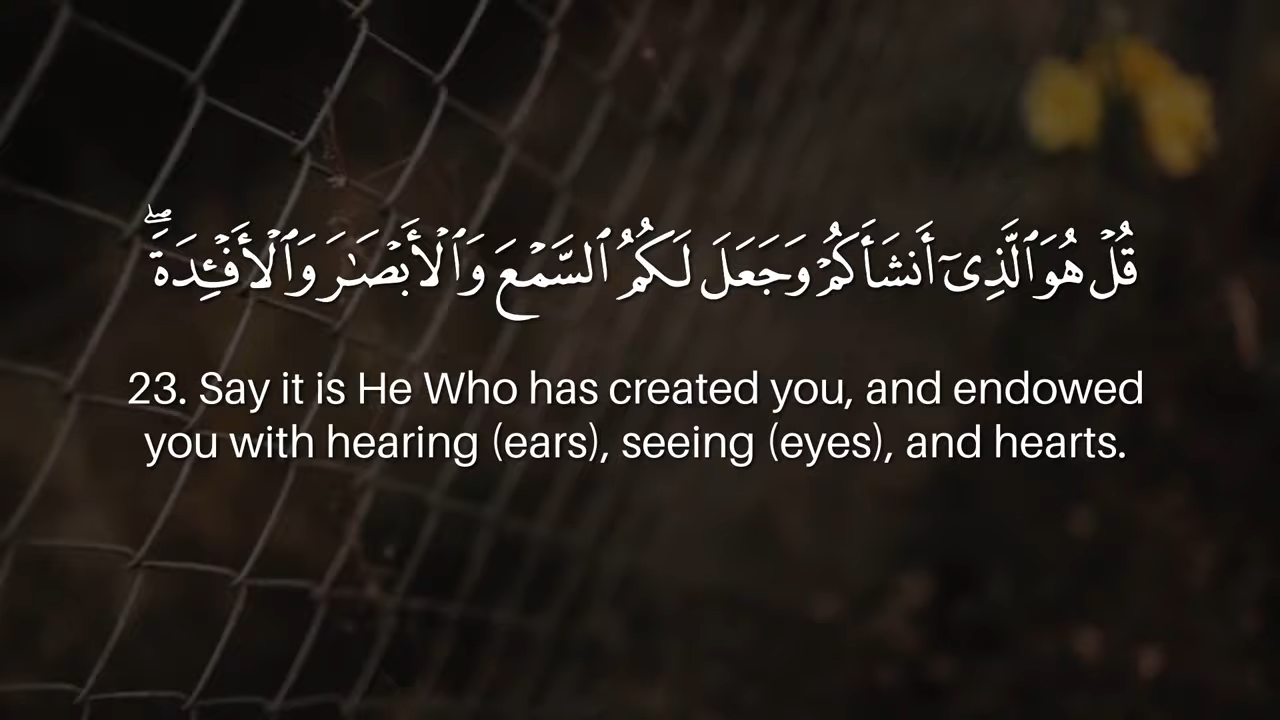 قُلْ هُوَ ٱلَّذِىٓ أَنشَأَكُمْ وَجَعَلَ لَكُمُ ٱلسَّمْعَ وَٱلْأَبْصَـٰرَ وَٱلْأَفْـِٔدَةَ ۖ
23. Say it is He Who has created you, and endowed
you with hearing (ears), seeing (eyes), and hearts.